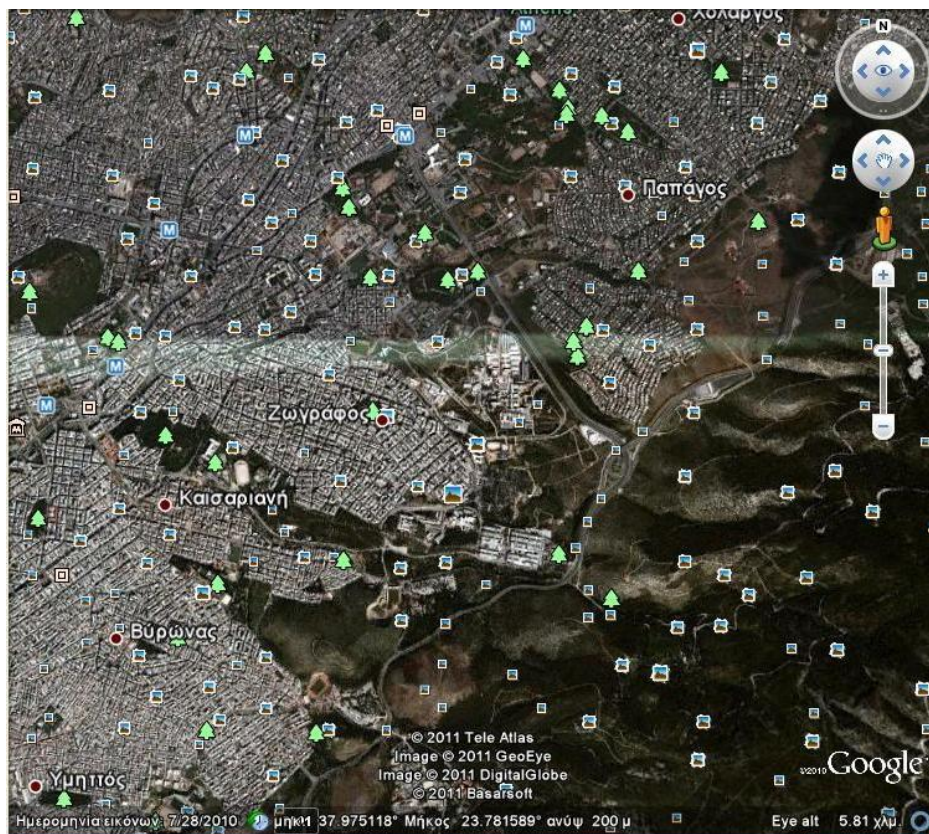 Χολαργός
N
M
M
Παπάγος
M
M
M
Ζωγράφος
Καισαριανή
Βύρωνας
© 2011 Tele Atlas
Image © 2011 GeoEye
Image © 2011 DigitalGlobe
© 2011 Basarsoft
©2010 Google
Υμηττός
Ημερομηνία εικόνων: 7/28/2010 37.975118° Μήκος 23.781589° ανύψ 200 μ Eye alt 5.81 χλμ.